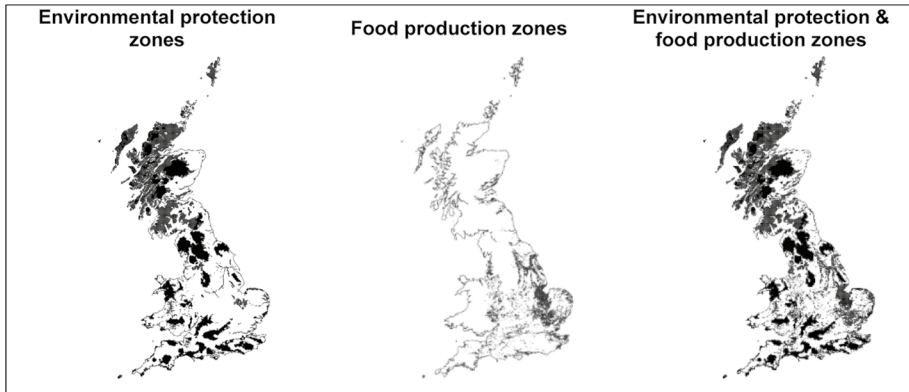 Environmental protection
zones
Food production zones
Environmental protection &
food production zones